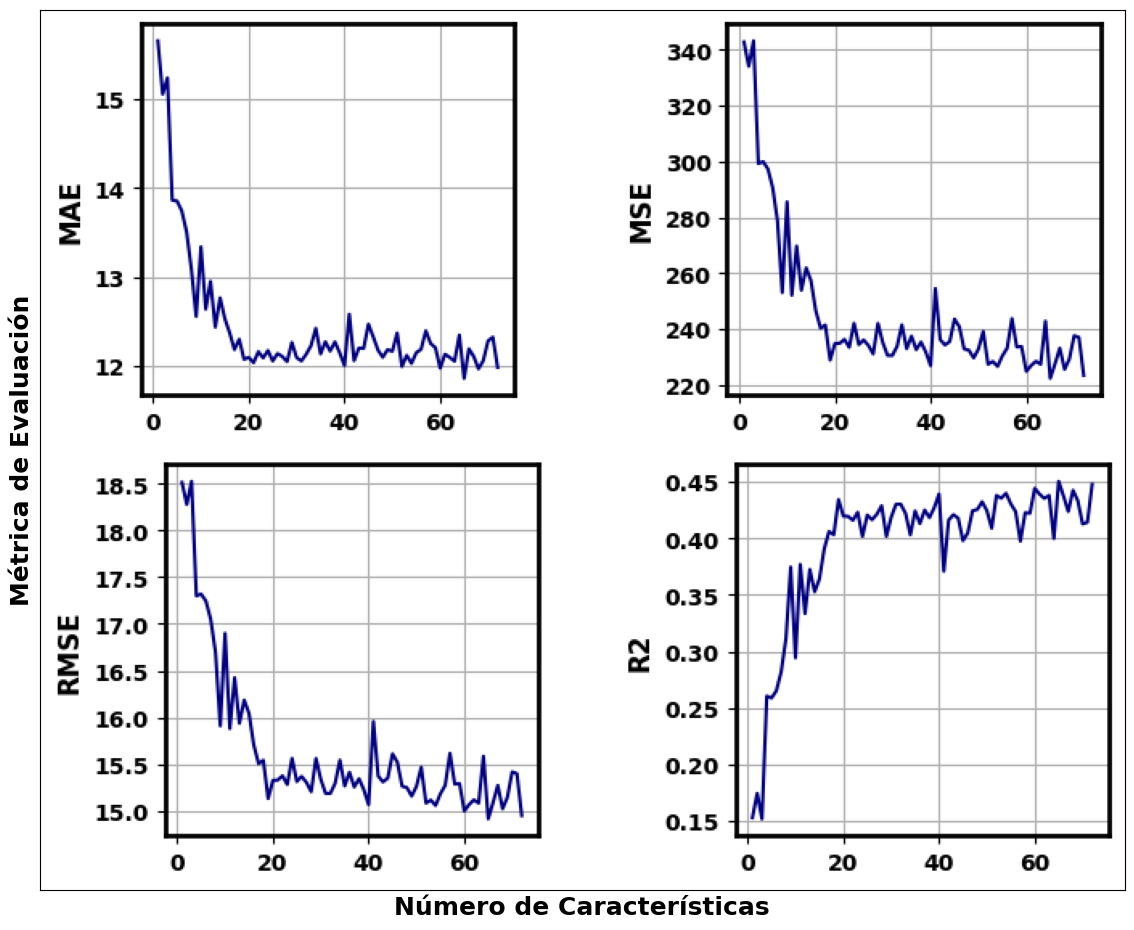 Métrica de Evaluación
MAE
15
14
13
12
0 20 40 60
MSE
340
320
300
280
260
240
220
0 20 40 60
RMSE
18.5
18.0
17.5
17.0
16.5
16.0
15.5
15.0
0 20 40 60
R2
0.45
0.40
0.35
0.30
0.25
0.20
0.15
0 20 40 60
Número de Características